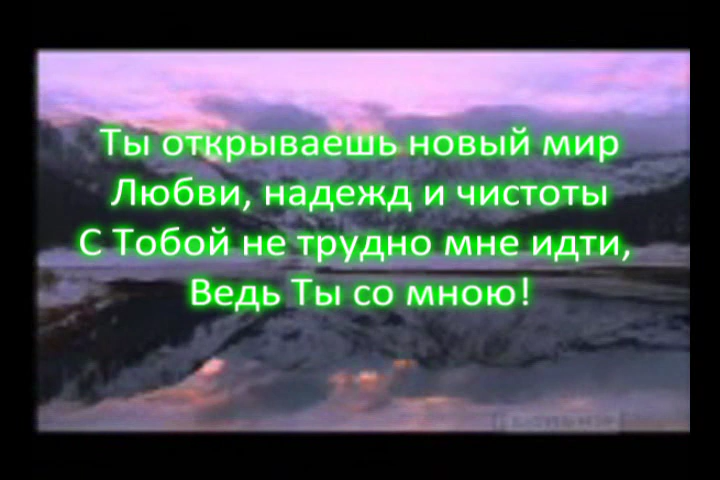 Ты открываешь новый мир
Любви, надежд и чистоты
С Тобой не трудно мне идти,
Ведь Ты со мною!